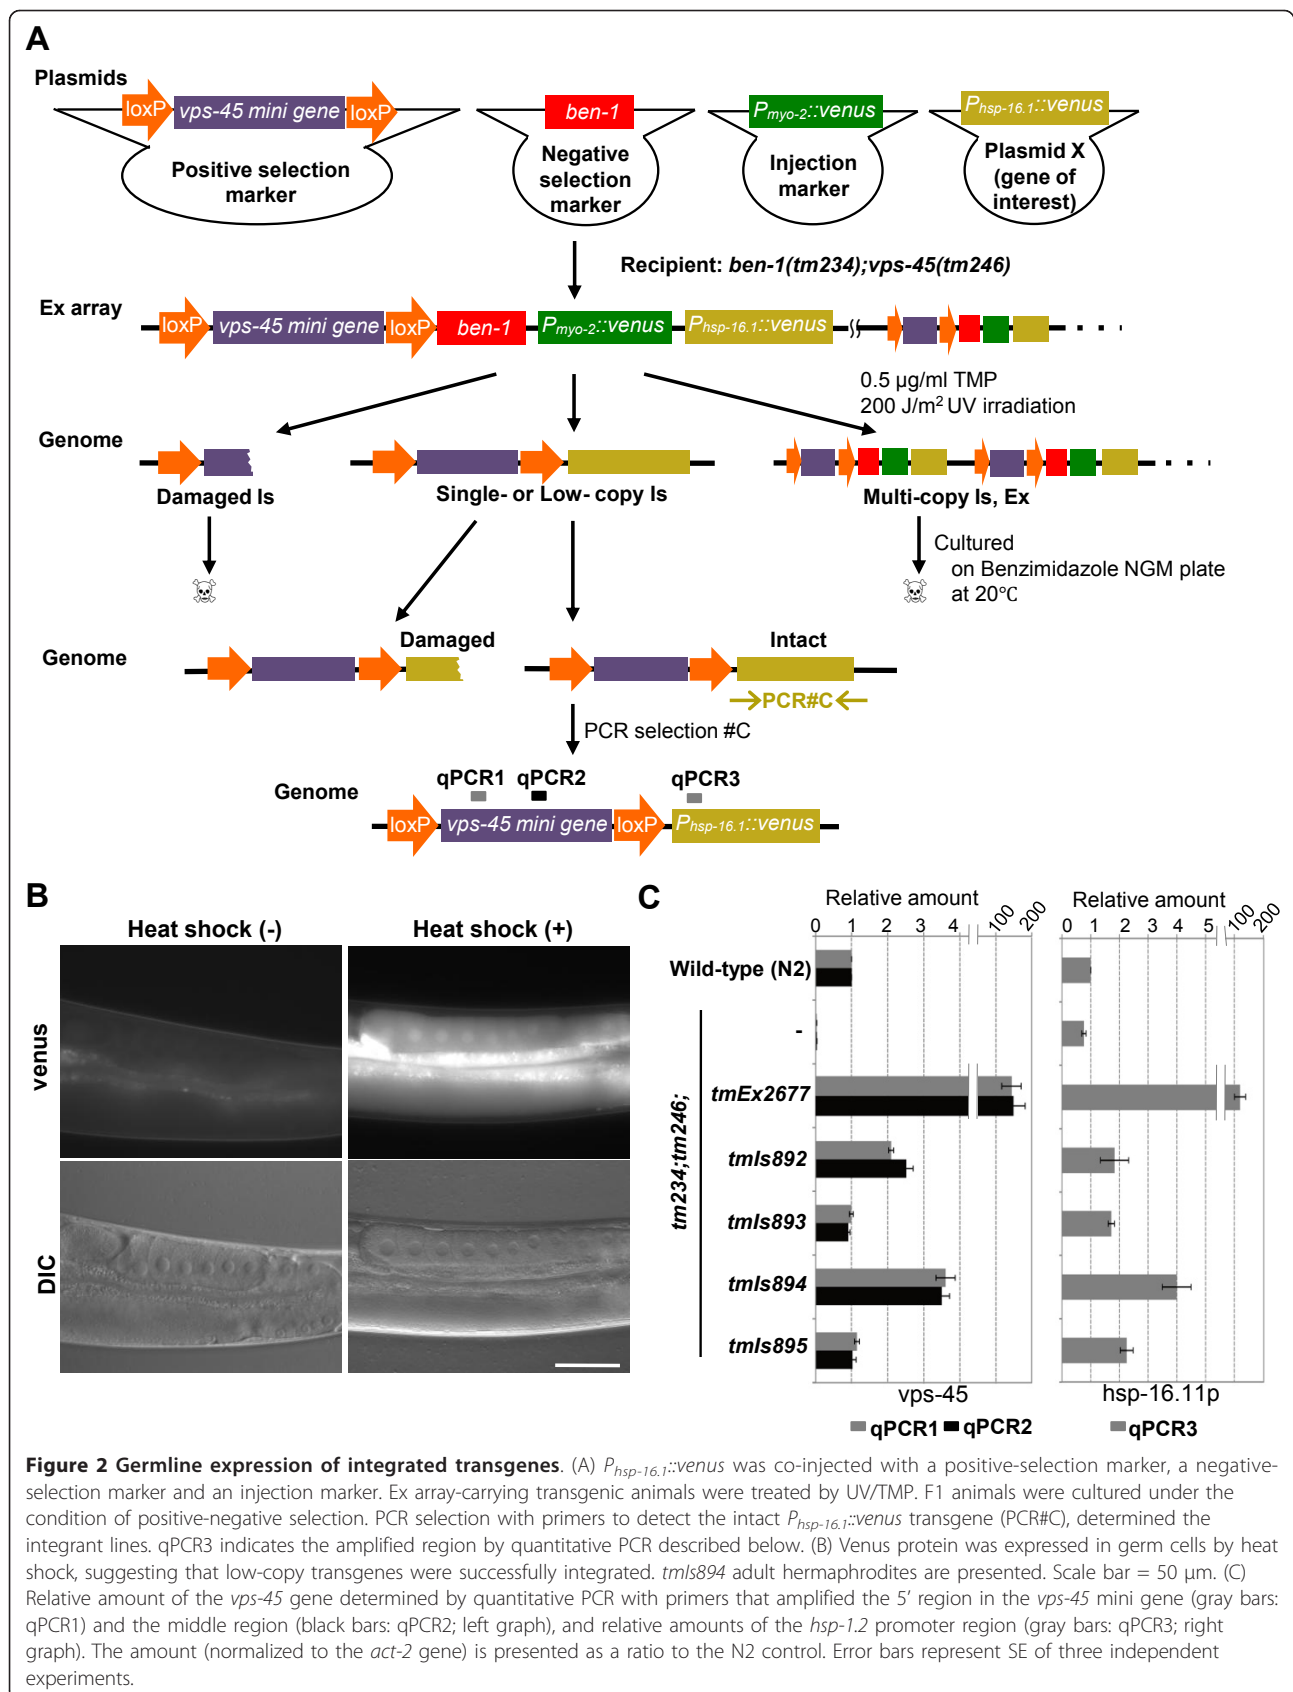 A
Plasmids
loxP vps-45 mini gene loxP
Positive selection
marker
ben-1
Negative
selection
marker
Pmyo-2::venus
Injection
marker
Phsp-16.1::venus
Plasmid X
(gene of
interest)
Recipient: ben-1(tm234);vps-45(tm246)
Ex array
loxP vps-45 mini gene loxP ben-1 Pmyo-2::venus Phsp-16.1::venus
0.5 µg/ml TMP
200 J/m² UV irradiation
Genome
Damaged Is
Single- or Low- copy Is
Multi-copy Is, Ex
Cultured
on Benzimidazole NGM plate
at 20℃
Genome
Damaged
Intact
PCR#C
PCR selection #C
qPCR1 qPCR2 qPCR3
Genome
loxP vps-45 mini gene loxP Phsp-16.1::venus
B
Heat shock (-) Heat shock (+)
venus
DIC
C
Relative amount Relative amount
0 1 2 3 4 100 200
0 1 2 4 5 100 200
Wild-type (N2)
-
tmEx2677
tmIs892
tmIs893
tmIs894
tmIs895
tm234;tm246;
vps-45 hsp-16.11p
qPCR1 qPCR2 qPCR3
Figure 2 Germline expression of integrated transgenes. (A) Phsp-16.1::venus was co-injected with a positive-selection marker, a negative-
selection marker and an injection marker. Ex array-carrying transgenic animals were treated by UV/TMP. F1 animals were cultured under the
condition of positive-negative selection. PCR selection with primers to detect the intact Phsp-16.1::venus transgene (PCR#C), determined the
integrant lines. qPCR3 indicates the amplified region by quantitative PCR described below. (B) Venus protein was expressed in germ cells by heat
shock, suggesting that low-copy transgenes were successfully integrated. tmIs894 adult hermaphrodites are presented. Scale bar = 50 μm. (C)
Relative amount of the vps-45 gene determined by quantitative PCR with primers that amplified the 5’ region in the vps-45 mini gene (gray bars:
qPCR1) and the middle region (black bars: qPCR2; left graph), and relative amounts of the hsp-1.2 promoter region (gray bars: qPCR3; right
graph). The amount (normalized to the act-2 gene) is presented as a ratio to the N2 control. Error bars represent SE of three independent
experiments.